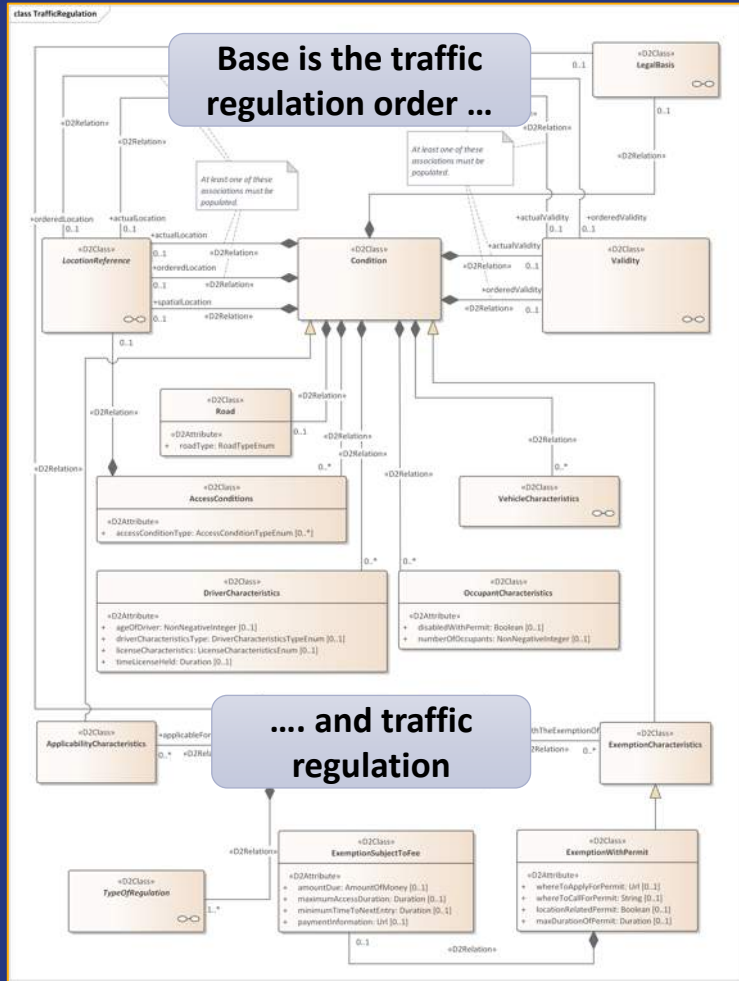 class TrafficRegulation
Base is the traffic
regulation order ...
«D2Class»
LegalBasis
0..1
0..1
«D2Relation»
«D2Relation»
«D2Relation»
«D2Relation»
At least one of these
associations must be
populated.
At least one of these
associations must be
populated.
+orderedLocation
0..1
+actualLocation
0..1
+actualValidity
0..1
+orderedValidity
0..1
«D2Class»
LocationReference
0..1
+actualLocation
0..1
«D2Relation»
+orderedLocation
0..1
«D2Relation»
+spatialLocation
0..1
«D2Relation»
«D2Class»
Condition
+actualValidity
«D2Relation»
0..1
+orderedValidity
«D2Relation»
0..1
«D2Class»
Validity
«D2Relation»
«D2Relation»
«D2Class»
Road
«D2Attribute»
+ roadType: RoadTypeEnum
0..1
«D2Relation»
«D2Relation»
0..*
«D2Relation»
«D2Relation»
0..*
«D2Class»
AccessConditions
«D2Attribute»
+ accessConditionType: AccessConditionTypeEnum [0..*]
«D2Class»
VehicleCharacteristics
0..*
0..*
«D2Class»
DriverCharacteristics
«D2Attribute»
+ ageOfDriver: NonNegativeInteger [0..1]
+ driverCharacteristicsType: DriverCharacteristicsTypeEnum [0..1]
+ licenseCharacteristics: LicenseCharacteristicsEnum [0..1]
+ timeLicenseHeld: Duration [0..1]
«D2Class»
OccupantCharacteristics
«D2Attribute»
+ disabledWithPermit: Boolean [0..1]
+ numberOfOccupants: NonNegativeInteger [0..1]
.... and traffic
regulation
«D2Class»
ApplicabilityCharacteristics
+applicableFor
0..*
thTheExemptionOf
0..*
«D2Class»
ExemptionCharacteristics
«D2Relation»
«D2Class»
TypeOfRegulation
1..*
«D2Class»
ExemptionSubjectToFee
«D2Attribute»
+ amountDue: AmountOfMoney [0..1]
+ maximumAccessDuration: Duration [0..1]
+ minimumTimeToNextEntry: Duration [0..1]
+ paymentInformation: Url [0..1]
«D2Class»
ExemptionWithPermit
«D2Attribute»
+ whereToApplyForPermit: Url [0..1]
+ whereToCallForPermit: String [0..1]
+ locationRelatedPermit: Boolean [0..1]
+ maxDurationOfPermit: Duration [0..1]
0..1
«D2Relation»